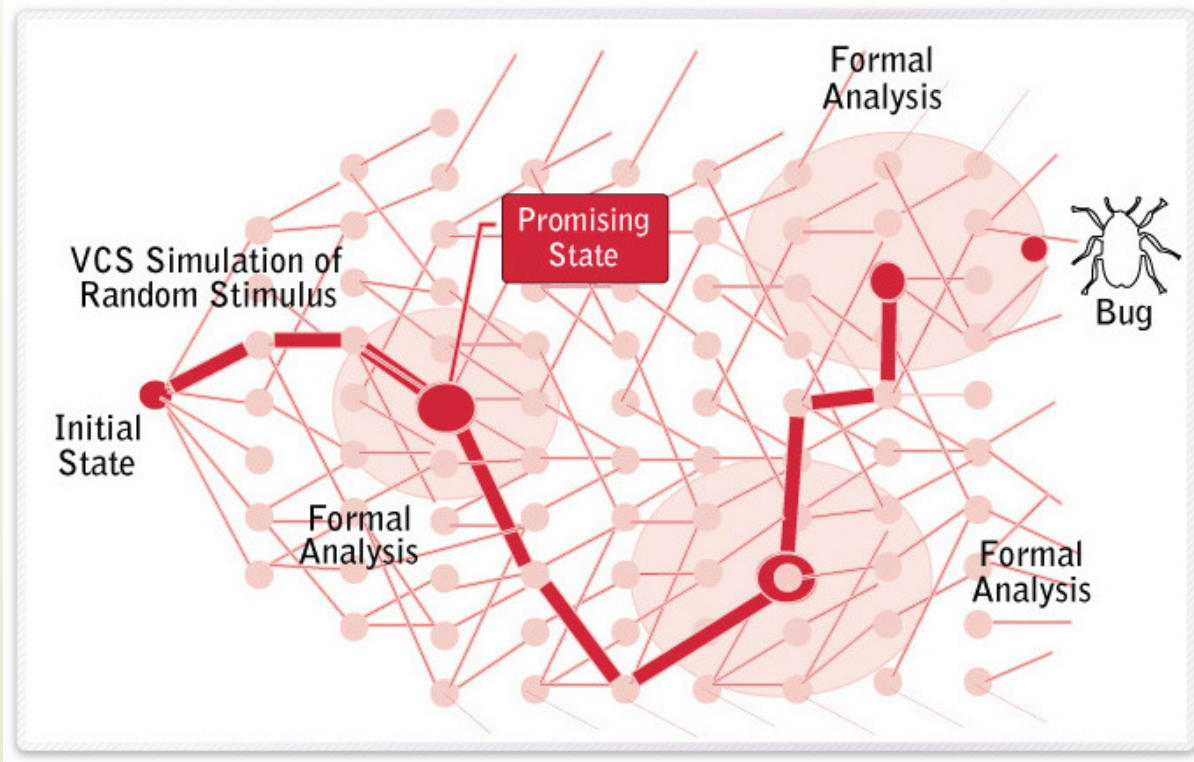 Formal
Analysis
Promising
State
VCS Simulation of
Random Stimulus
Bug
Initial
State
Formal
Analysis
Formal
Analysis